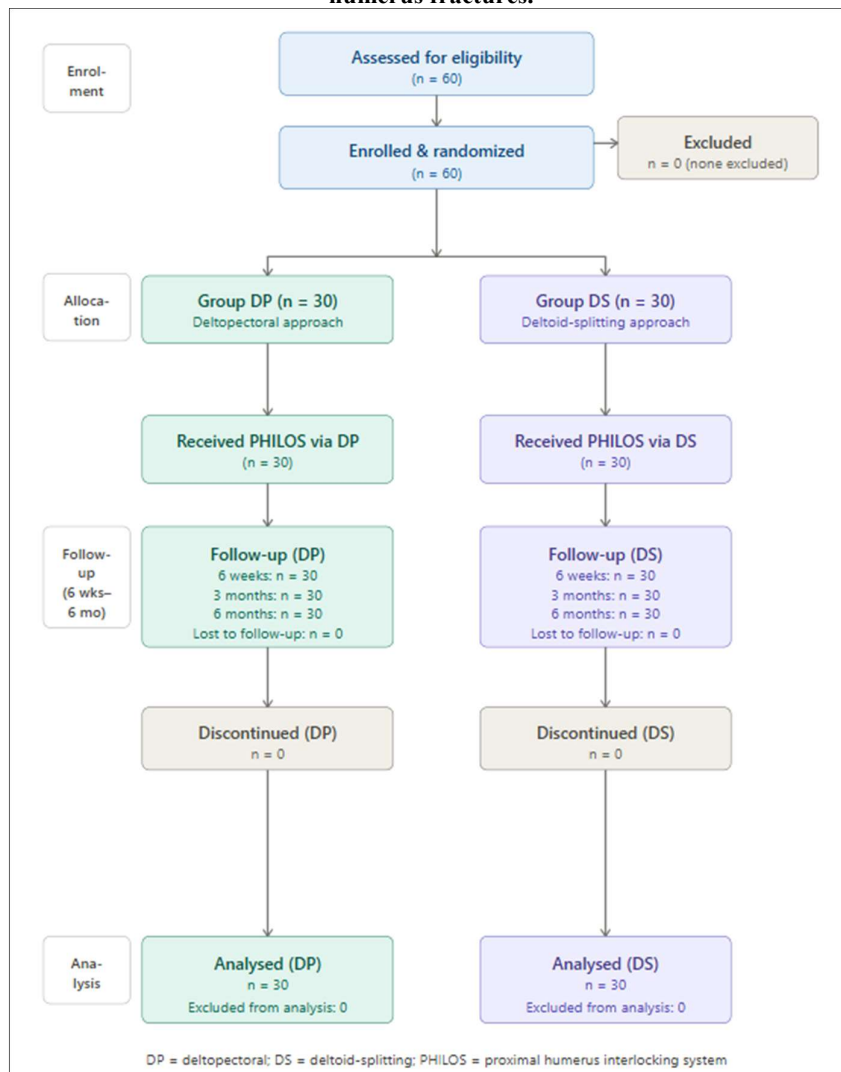 humerus fractures.
Enrol-
ment
Assessed for eligibility
(n = 60)
Enrolled & randomized
(n = 60)
Excluded
n = 0 (none excluded)
Alloca-
tion
Group DP (n = 30)
Deltopectoral approach
Group DS (n = 30)
Deltoid-splitting approach
Received PHILOS via DP
(n = 30)
Received PHILOS via DS
(n = 30)
Follow-
up
(6 wks–
6 mo)
Follow-up (DP)
6 weeks: n = 30
3 months: n = 30
6 months: n = 30
Lost to follow-up: n = 0
Follow-up (DS)
6 weeks: n = 30
3 months: n = 30
6 months: n = 30
Lost to follow-up: n = 0
Discontinued (DP)
n = 0
Discontinued (DS)
n = 0
Ana-
lysis
Analysed (DP)
n = 30
Excluded from analysis: 0
Analysed (DS)
n = 30
Excluded from analysis: 0
DP = deltopectoral; DS = deltoid-splitting; PHILOS = proximal humerus interlocking system